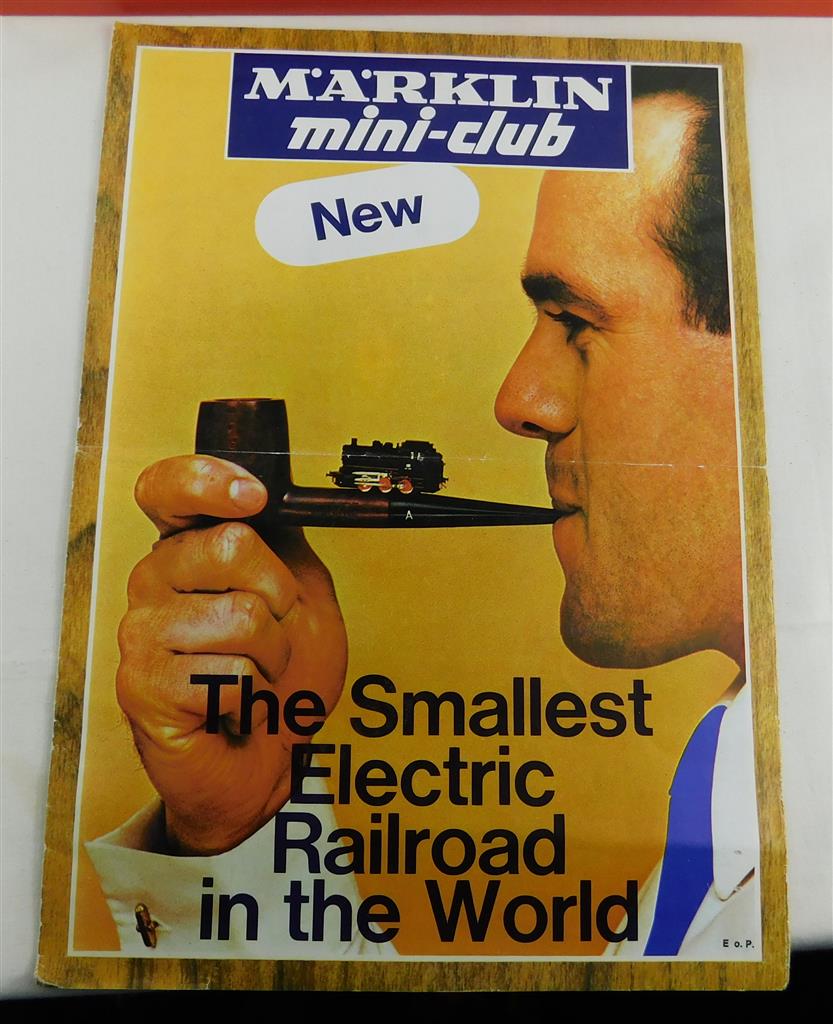 MÄRKLIN
mini-club
New
A
The Smallest
Electric
Railroad
in the World
E o. P.